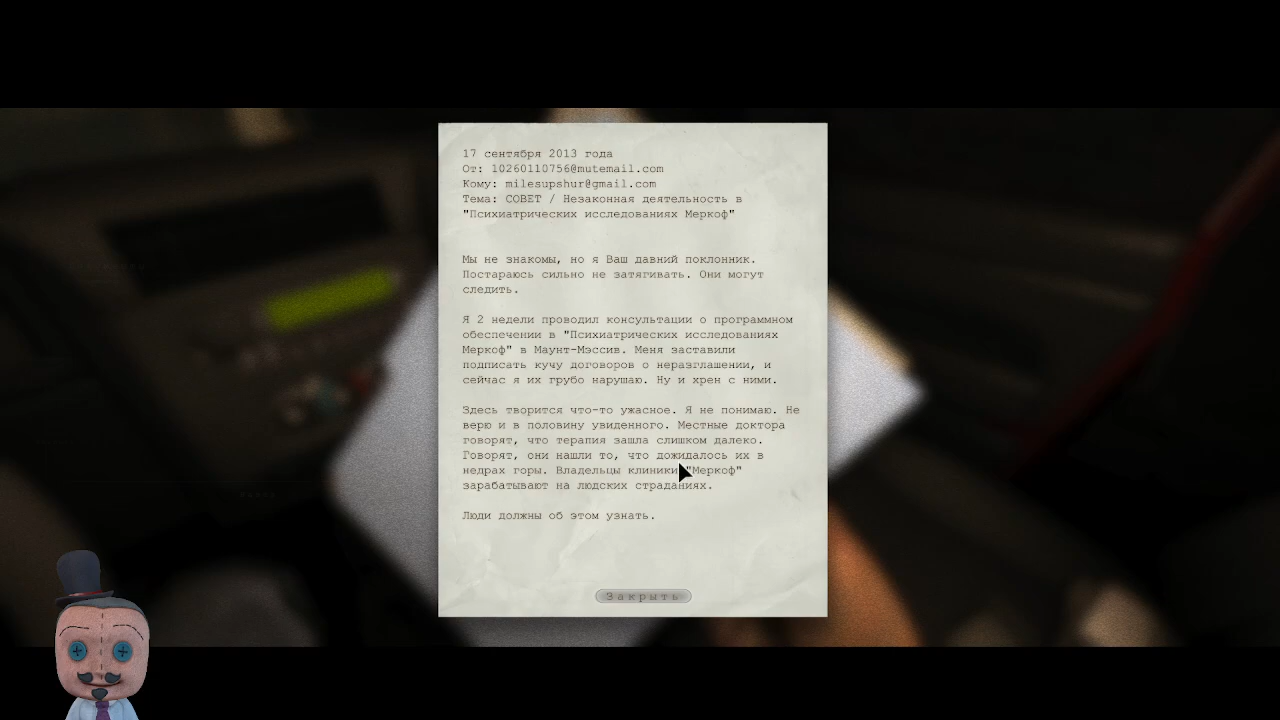 17 сентября 2013 года
От: 10260110756@mutemail.com
Кому: milesupshur@gmail.com
Тема: СОВЕТ / Незаконная деятельность в
"Психиатрических исследованиях Меркоф"
Мы не знакомы, но я Ваш давний поклонник.
Постараюсь сильно не затягивать. Они могут
следить.
Я 2 недели проводил консультации о программном
обеспечении в "Психиатрических исследованиях
Меркоф" в Маунт-Мэссив. Меня заставили
подписать кучу договоров о неразглашении, и
сейчас я их грубо нарушаю. Ну и хрен с ними.
Здесь творится что-то ужасное. Я не понимаю. Не
верю и в половину увиденного. Местные доктора
говорят, что терапия зашла слишком далеко.
Говорят, они нашли то, что дожидалось их в
недрах горы. Владельцы клиники "Меркоф"
зарабатывают на людских страданиях.
Люди должны об этом узнать.
Закрыть